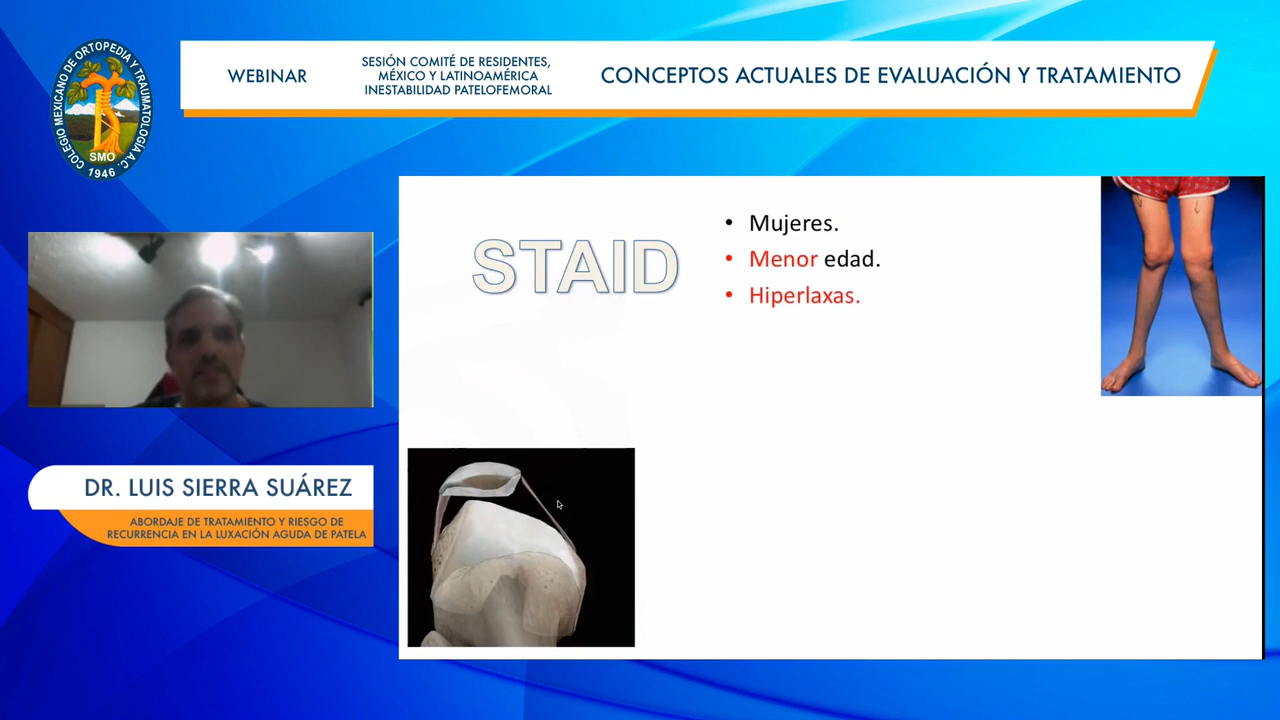 COLEGIO MEXICANO DE ORTOPEDIA Y TRAUMATOLOGIA A.C.
SMO
1946
WEBINAR
SESIÓN COMITÉ DE RESIDENTES,
MÉXICO Y LATINOAMÉRICA
INESTABILIDAD PATELOFEMORAL
CONCEPTOS ACTUALES DE EVALUACIÓN Y TRATAMIENTO
STAID
• Mujeres.
• Menor edad.
• Hiperlaxas.
DR. LUIS SIERRA SUÁREZ
ABORDAJE DE TRATAMIENTO Y RIESGO DE
RECURRENCIA EN LA LUXACIÓN AGUDA DE PATELA